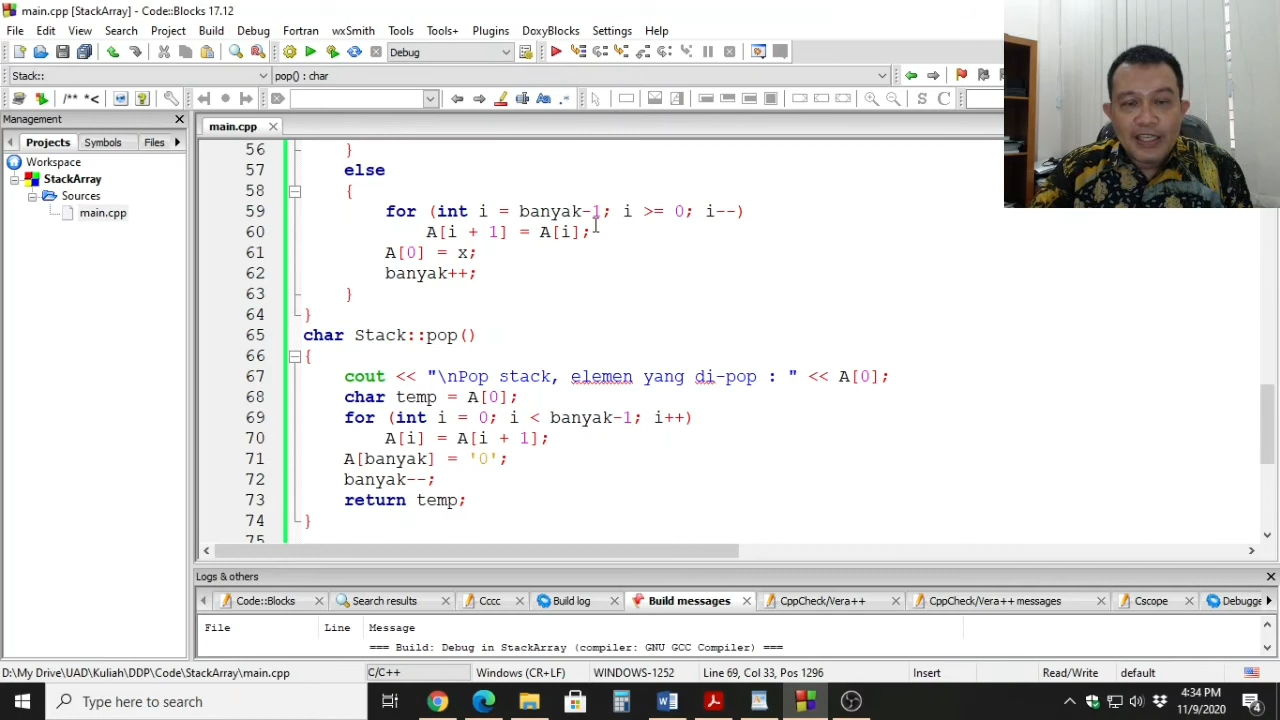 main.cpp [StackArray] - Code::Blocks 17.12
File Edit View Search Project Build Debug Fortran wxSmith Tools Tools+ Plugins DoxyBlocks Settings Help
Debug
Stack:: pop() : char
/** *< Aa .* S C
Management
main.cpp
Projects Symbols Files
Workspace
StackArray
Sources
main.cpp
56 }
57 else
58 {
59 for (int i = banyak-1; i >= 0; i--)
60 A[i + 1] = A[i];
61 A[0] = x;
62 banyak++;
63 }
64 }
65 char Stack::pop()
66 {
67 cout << "\nPop stack, elemen yang di-pop : " << A[0];
68 char temp = A[0];
69 for (int i = 0; i < banyak-1; i++)
70 A[i] = A[i + 1];
71 A[banyak] = '0';
72 banyak--;
73 return temp;
74 }
75
Logs & others
Code::Blocks Search results Cccc Build log Build messages CppCheck/Vera++ CppCheck/Vera++ messages Cscope Debugge
File Line Message
=== Build: Debug in StackArray (compiler: GNU GCC Compiler) ===
D:\My Drive\UAD\Kuliah\DDP\Code\StackArray\main.cpp C/C++ Windows (CR+LF) WINDOWS-1252 Line 69, Col 33, Pos 1296 Insert Read/Write default
Type here to search
4:34 PM
11/9/2020
4